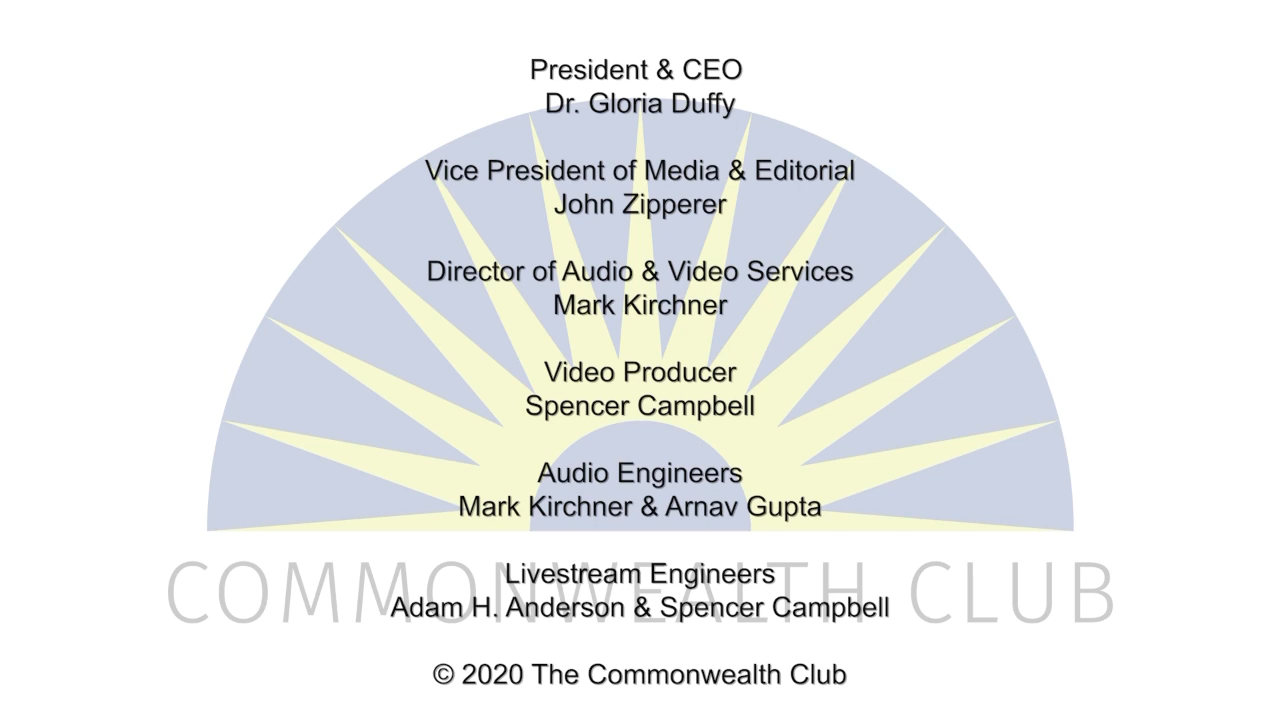 President & CEO
Dr. Gloria Duffy
Vice President of Media & Editorial
John Zipperer
Director of Audio & Video Services
Mark Kirchner
Video Producer
Spencer Campbell
Audio Engineers
Mark Kirchner & Arnav Gupta
COMMONWEALTH CLUB
Livestream Engineers
Adam H. Anderson & Spencer Campbell
© 2020 The Commonwealth Club